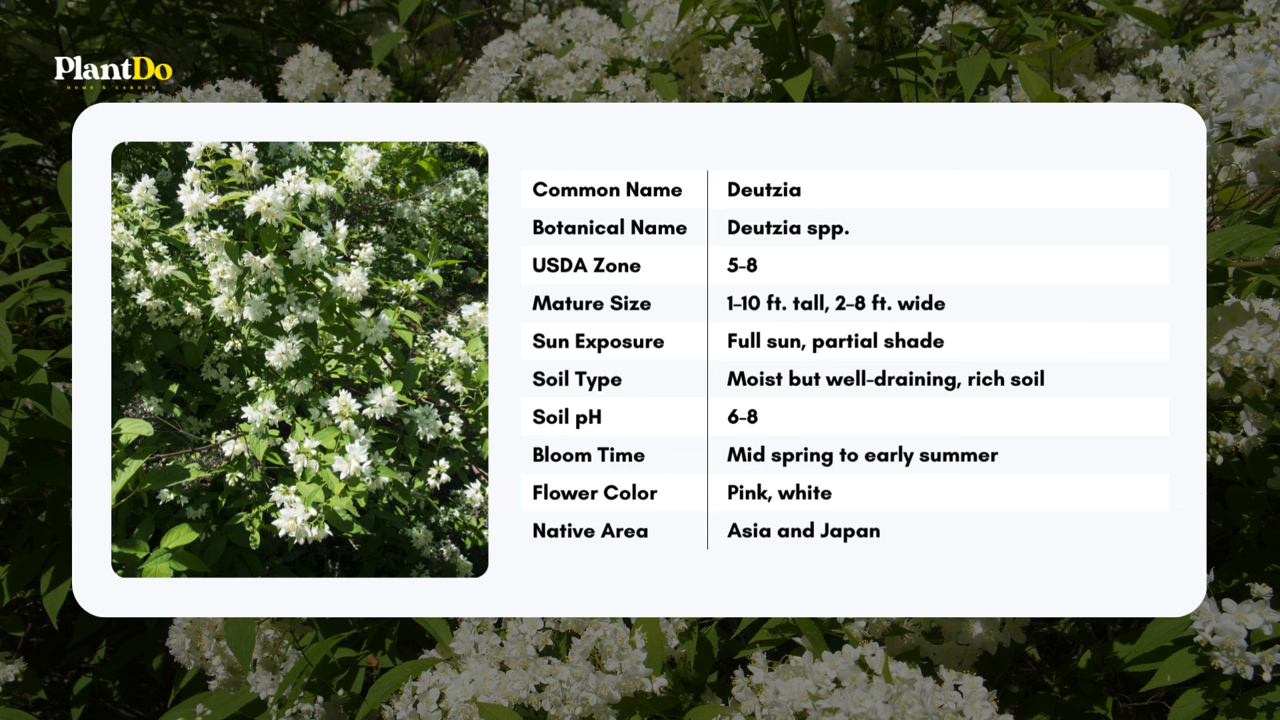 PlantDo
HOME & GARDEN
Common Name Deutzia
Botanical Name Deutzia spp.
USDA Zone 5-8
Mature Size 1-10 ft. tall, 2-8 ft. wide
Sun Exposure Full sun, partial shade
Soil Type Moist but well-draining, rich soil
Soil pH 6-8
Bloom Time Mid spring to early summer
Flower Color Pink, white
Native Area Asia and Japan